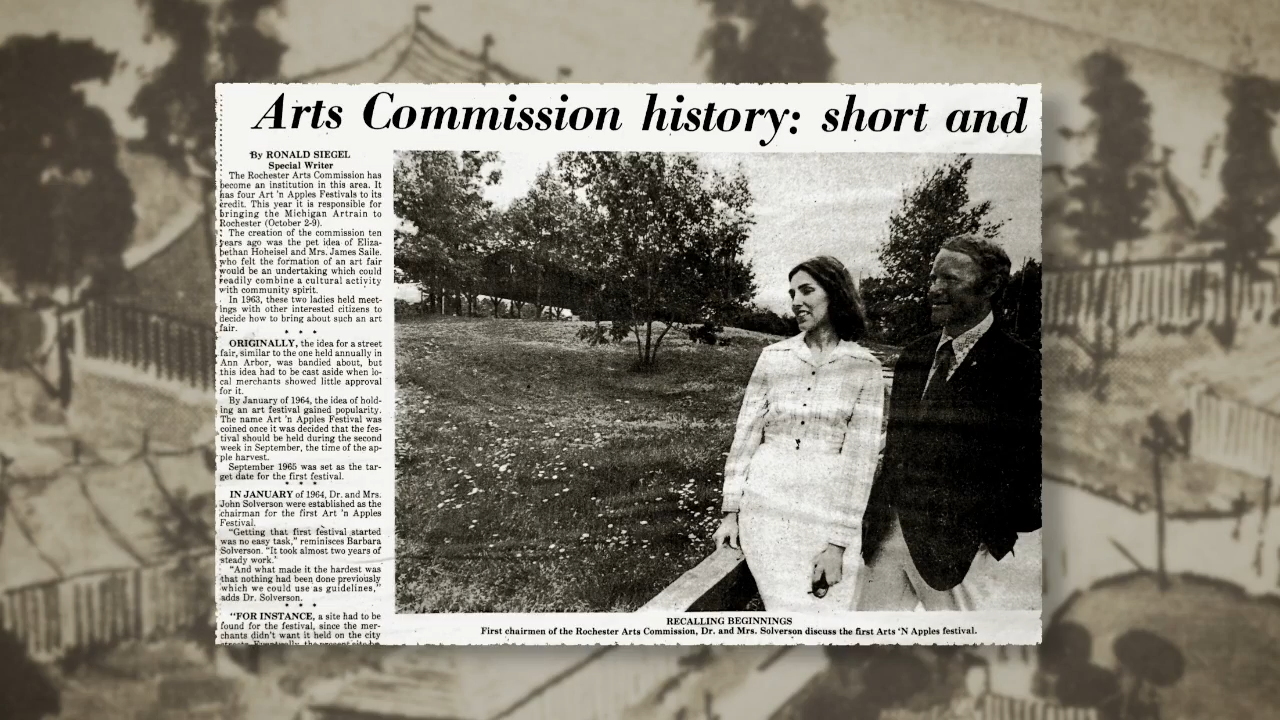 Arts Commission history: short and
By RONALD SIEGEL
Special Writer
The Rochester Arts Commission has
become an institution in this area. It
has four Art 'n Apples Festivals to its
credit. This year it is responsible for
bringing the Michigan Artrain to
Rochester (October 2-9).
The creation of the commission ten
years ago was the pet idea of Eliza-
bethan Hoheisel and Mrs. James Saile.
who felt the formation of an art fair
would be an undertaking which could
readily combine a cultural activity
with community spirit.
In 1963, these two ladies held meet-
ings with other interested citizens to
decide how to bring about such an art
fair.
* * *
ORIGINALLY, the idea for a street
fair, similar to the one held annually in
Ann Arbor, was bandied about, but
this idea had to be cast aside when lo-
cal merchants showed little approval
for it.
By January of 1964, the idea of hold-
ing an art festival gained popularity.
The name Art 'n Apples Festival was
coined once it was decided that the fes-
tival should be held during the second
week in September, the time of the ap-
ple harvest.
September 1965 was set as the tar-
get date for the first festival.
* * *
IN JANUARY of 1964, Dr. and Mrs.
John Solverson were established as the
chairman for the first Art 'n Apples
Festival.
"Getting that first festival started
was no easy task," reminisces Barbara
Solverson. "It took almost two years of
steady work.'
"And what made it the hardest was
that nothing had been done previously
which we could use as guidelines,"
adds Dr. Solverson.
* * *
"FOR INSTANCE, a site had to be
found for the festival, since the mer-
chants didn't want it held on the city
RECALLING BEGINNINGS
First chairmen of the Rochester Arts Commission, Dr. and Mrs. Solverson discuss the first Arts 'N Apples festival.